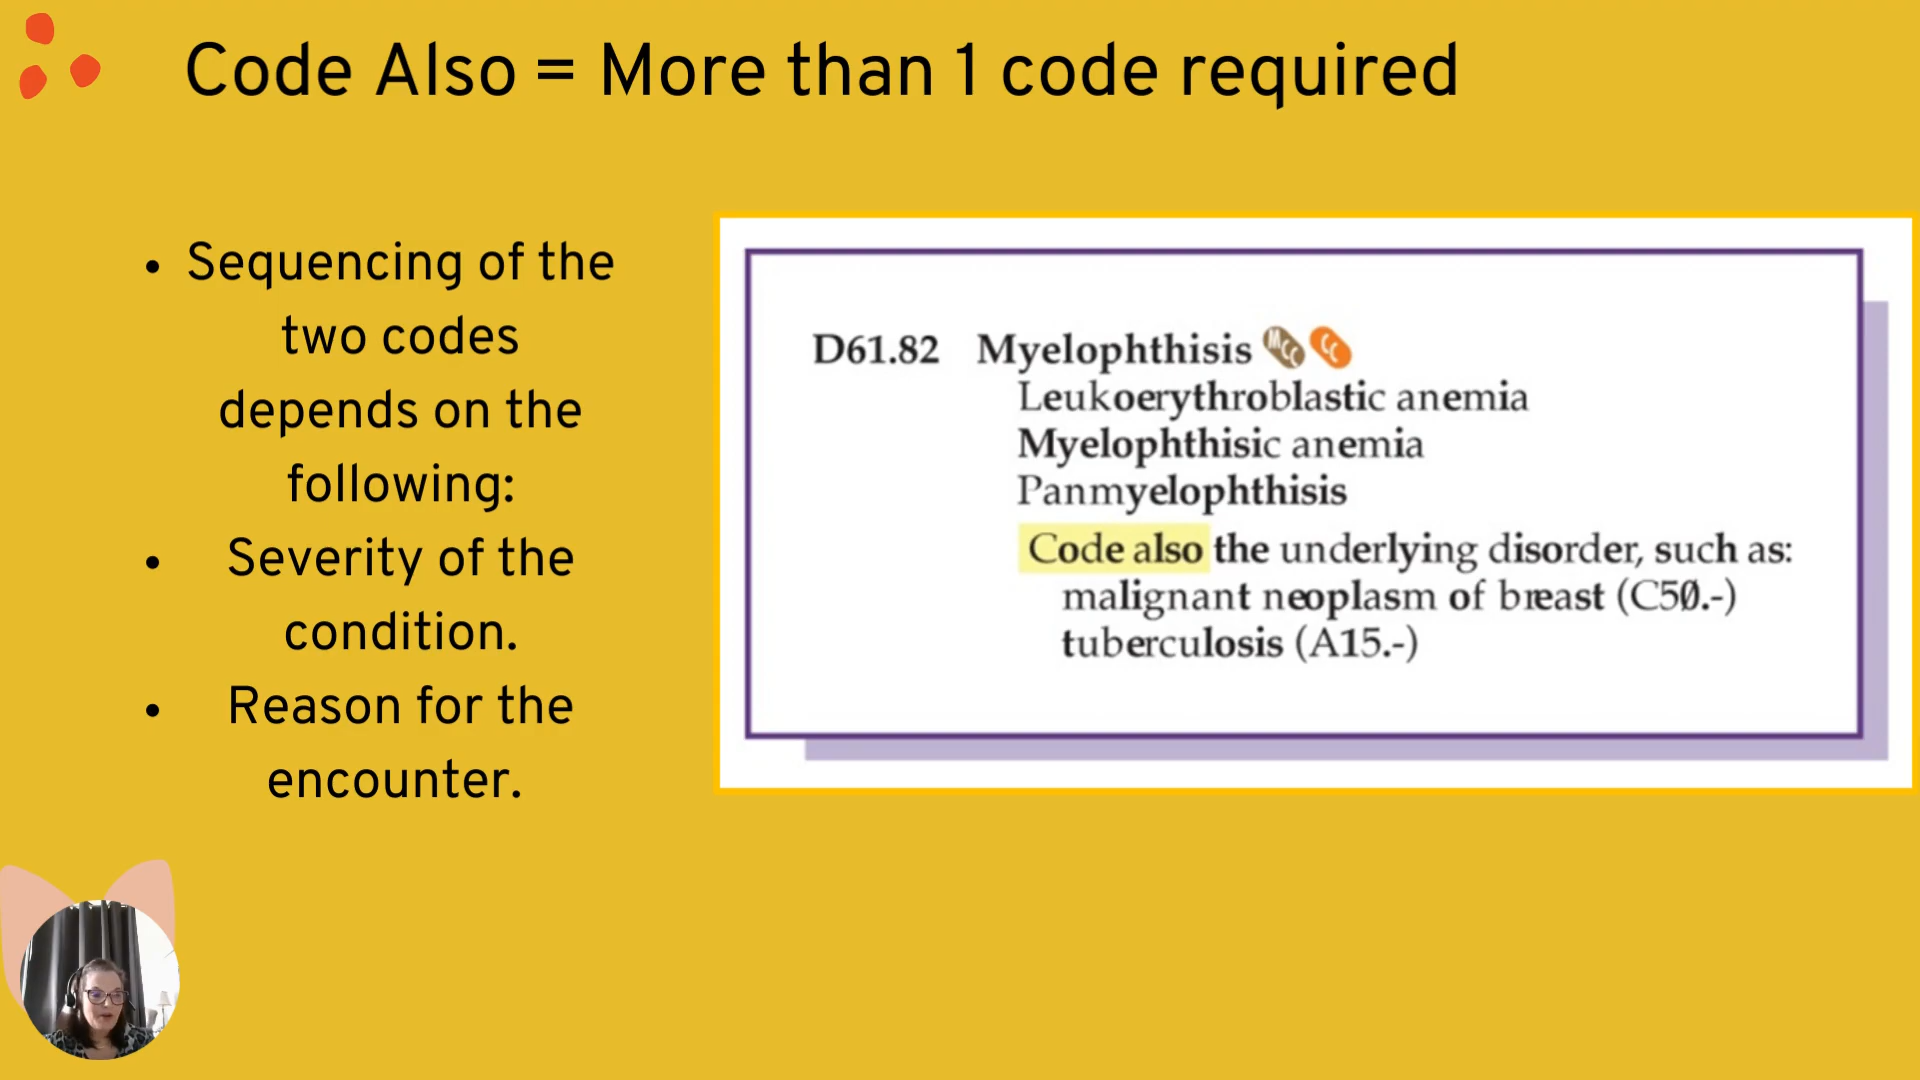 Code Also = More than 1 code required
• Sequencing of the
two codes
depends on the
following:
• Severity of the
condition.
• Reason for the
encounter.
D61.82 Myelophthisis MCC CC
Leukoerythroblastic anemia
Myelophthisic anemia
Panmyelophthisis
Code also the underlying disorder, such as:
malignant neoplasm of breast (C50.-)
tuberculosis (A15.-)